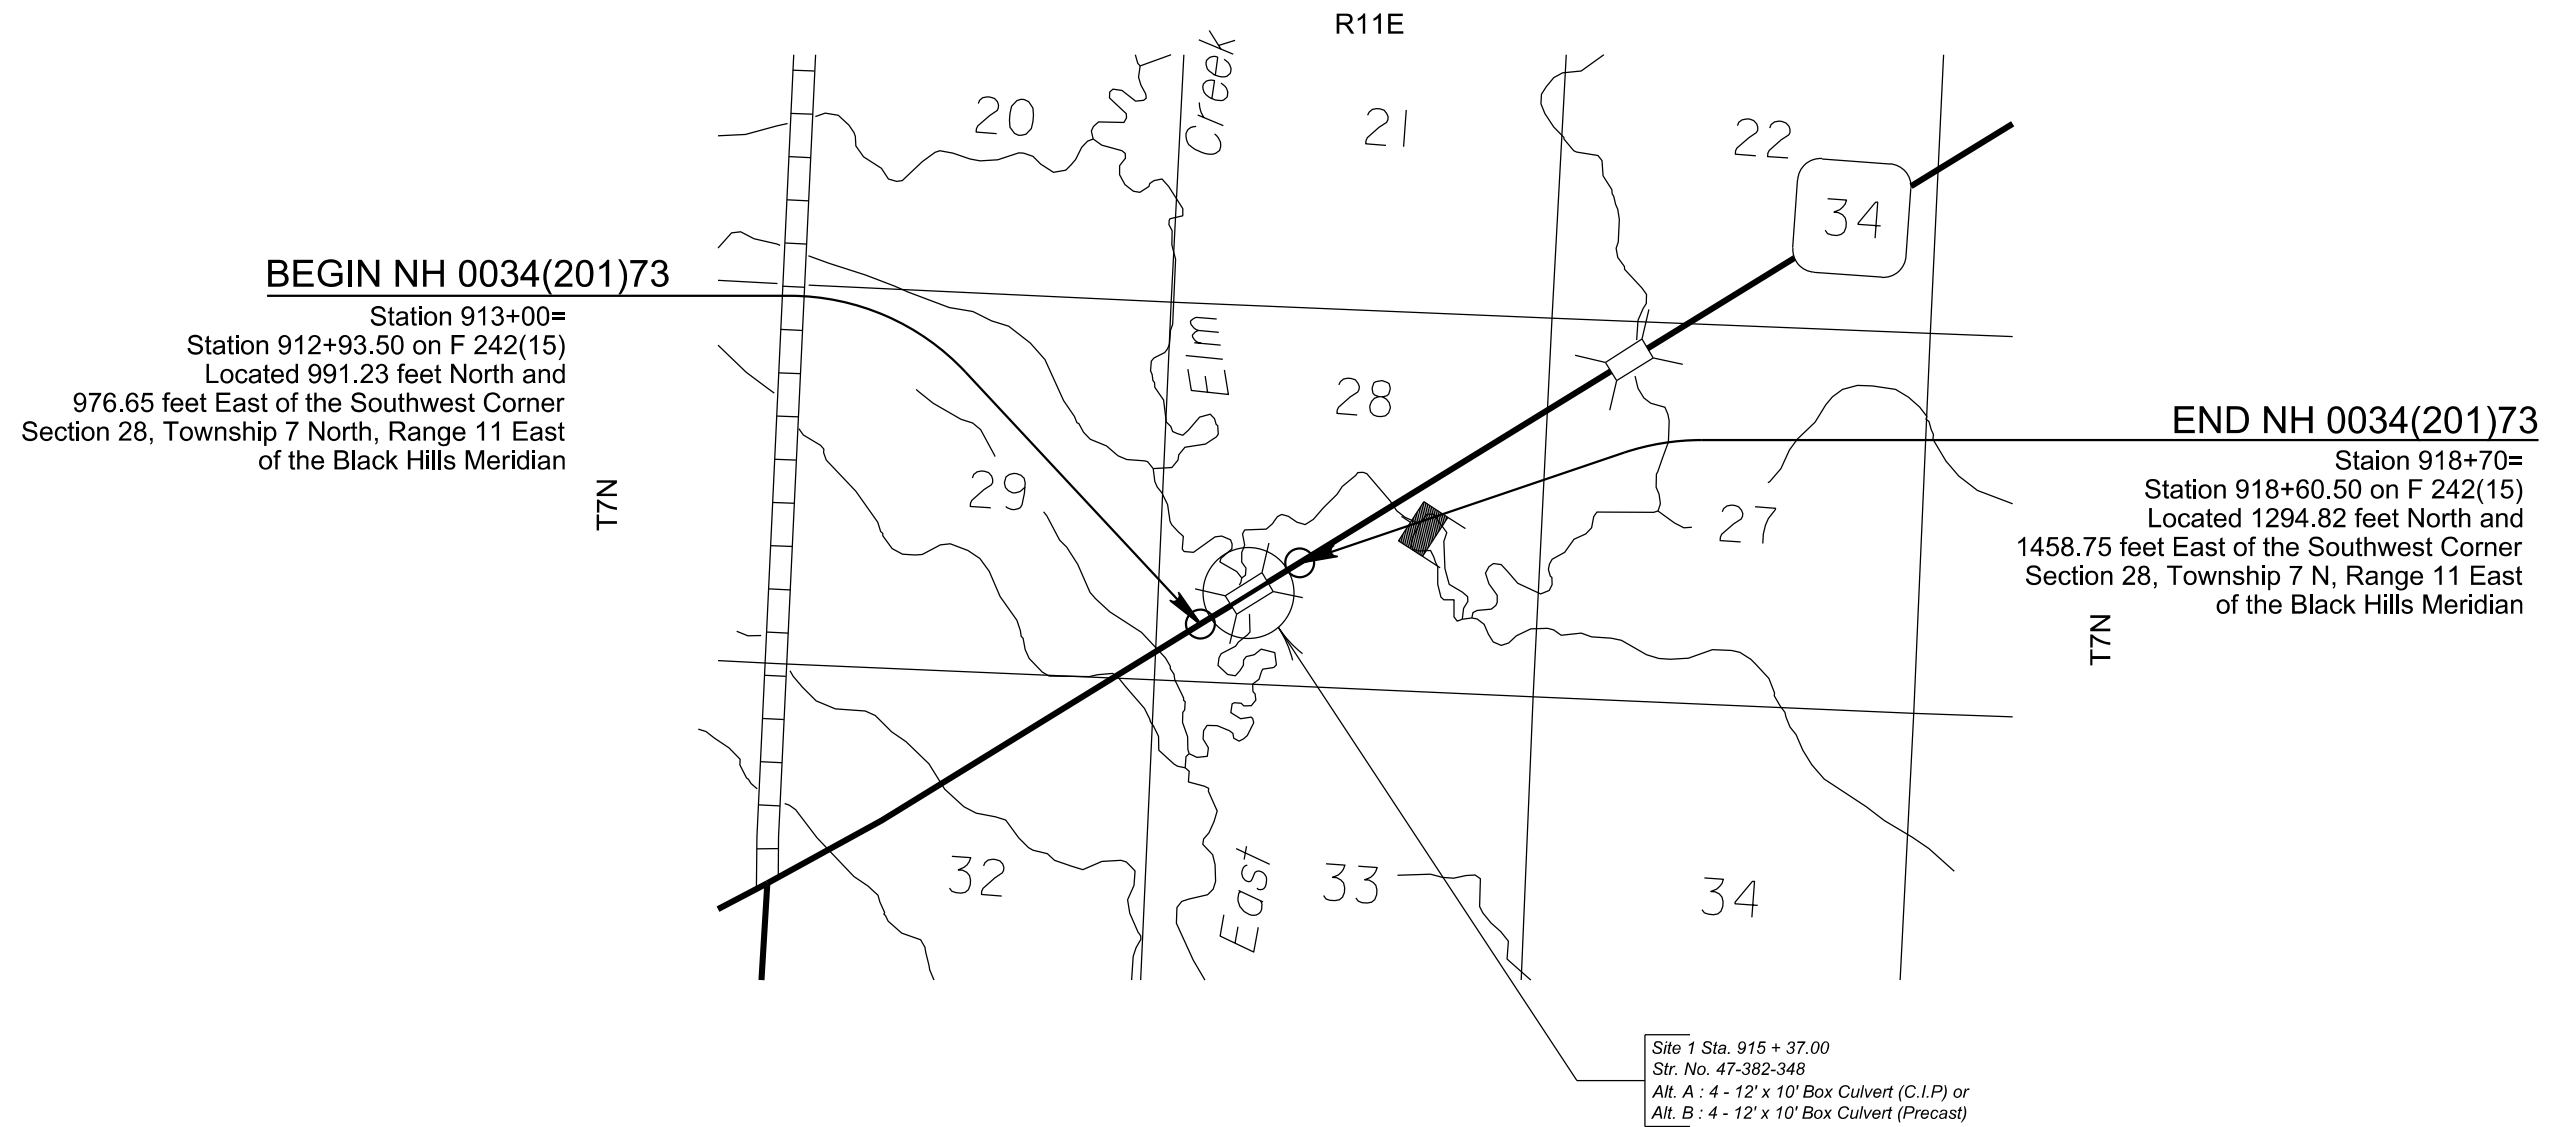 R11E
Creek
20
21
22
34
BEGIN NH 0034(201)73
Station 913+00=
Station 912+93.50 on F 242(15)
Located 991.23 feet North and
976.65 feet East of the Southwest Corner
Section 28, Township 7 North, Range 11 East
of the Black Hills Meridian
T7N
Elm
28
29
27
END NH 0034(201)73
Staion 918+70=
Station 918+60.50 on F 242(15)
Located 1294.82 feet North and
1458.75 feet East of the Southwest Corner
Section 28, Township 7 N, Range 11 East
of the Black Hills Meridian
T7N
32
East
33
34
Site 1 Sta. 915 + 37.00
Str. No. 47-382-348
Alt. A : 4 - 12' x 10' Box Culvert (C.I.P) or
Alt. B : 4 - 12' x 10' Box Culvert (Precast)